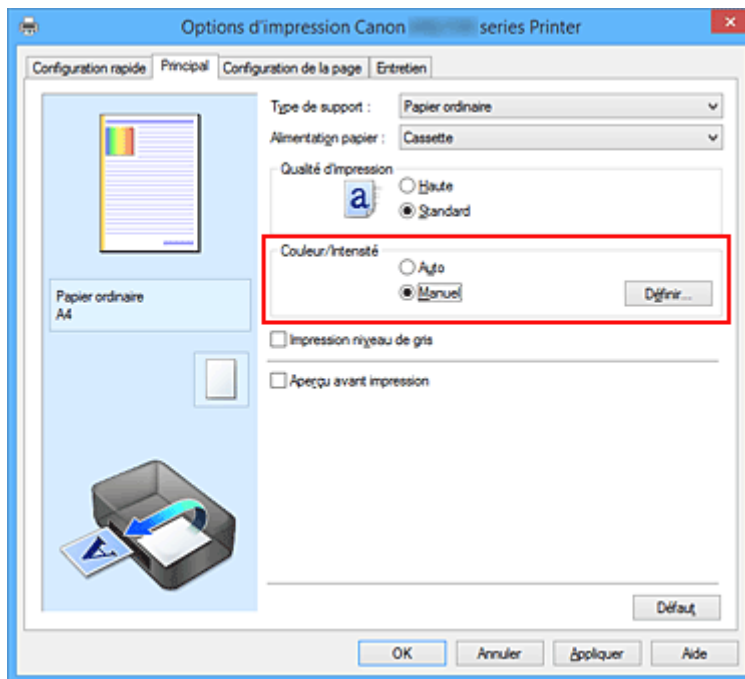 Options d'impression Canon series Printer
Configuration rapide Principal Configuration de la page Entretien
Type de support : Papier ordinaire
Alimentation papier : Cassette
Qualité d'impression
a
Haute
Standard
Couleur/Intensité
Auto
Manuel Définir...
Papier ordinaire
A4
Impression niveau de gris
Aperçu avant impression
A
Défaut
OK Annuler Appliquer Aide